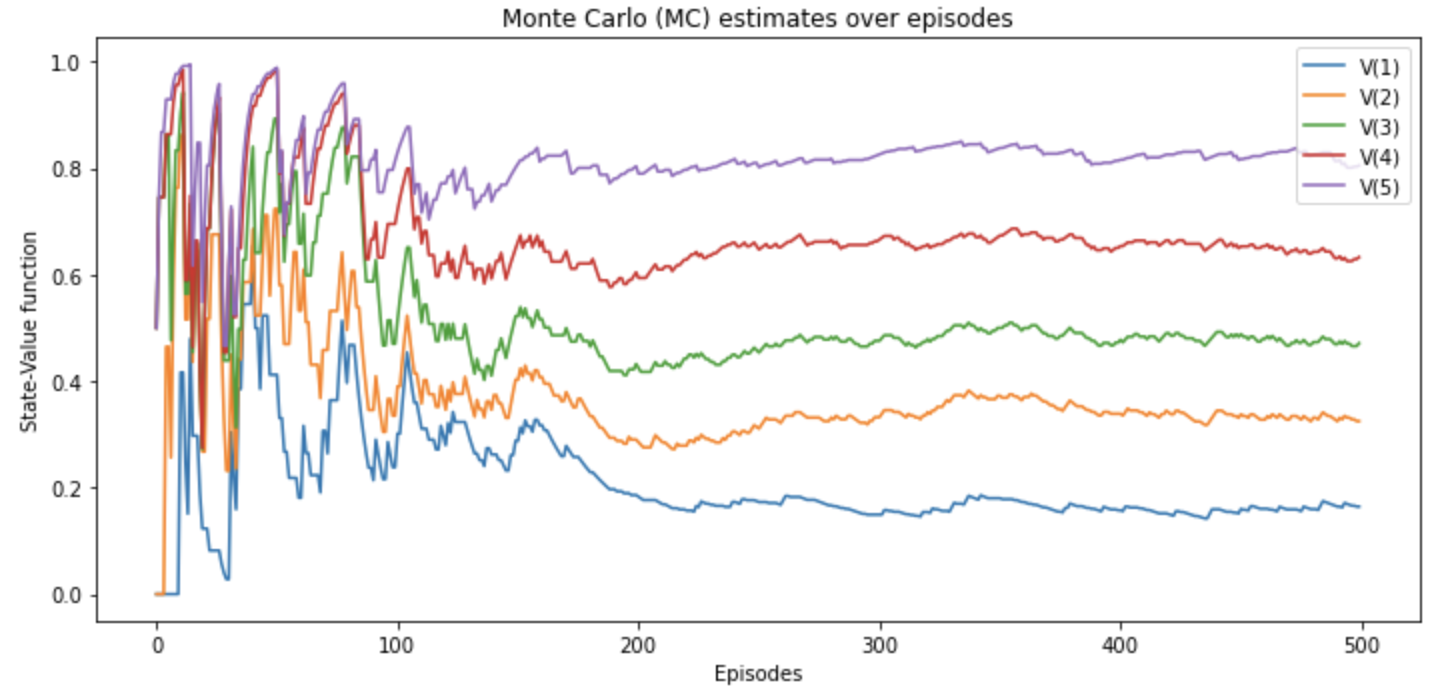 Monte Carlo (MC) estimates over episodes
1.0
0.8
0.6
0.4
0.2
0.0
State-Value function
V(1)
V(2)
V(3)
V(4)
V(5)
0
100
200
300
400
500
Episodes